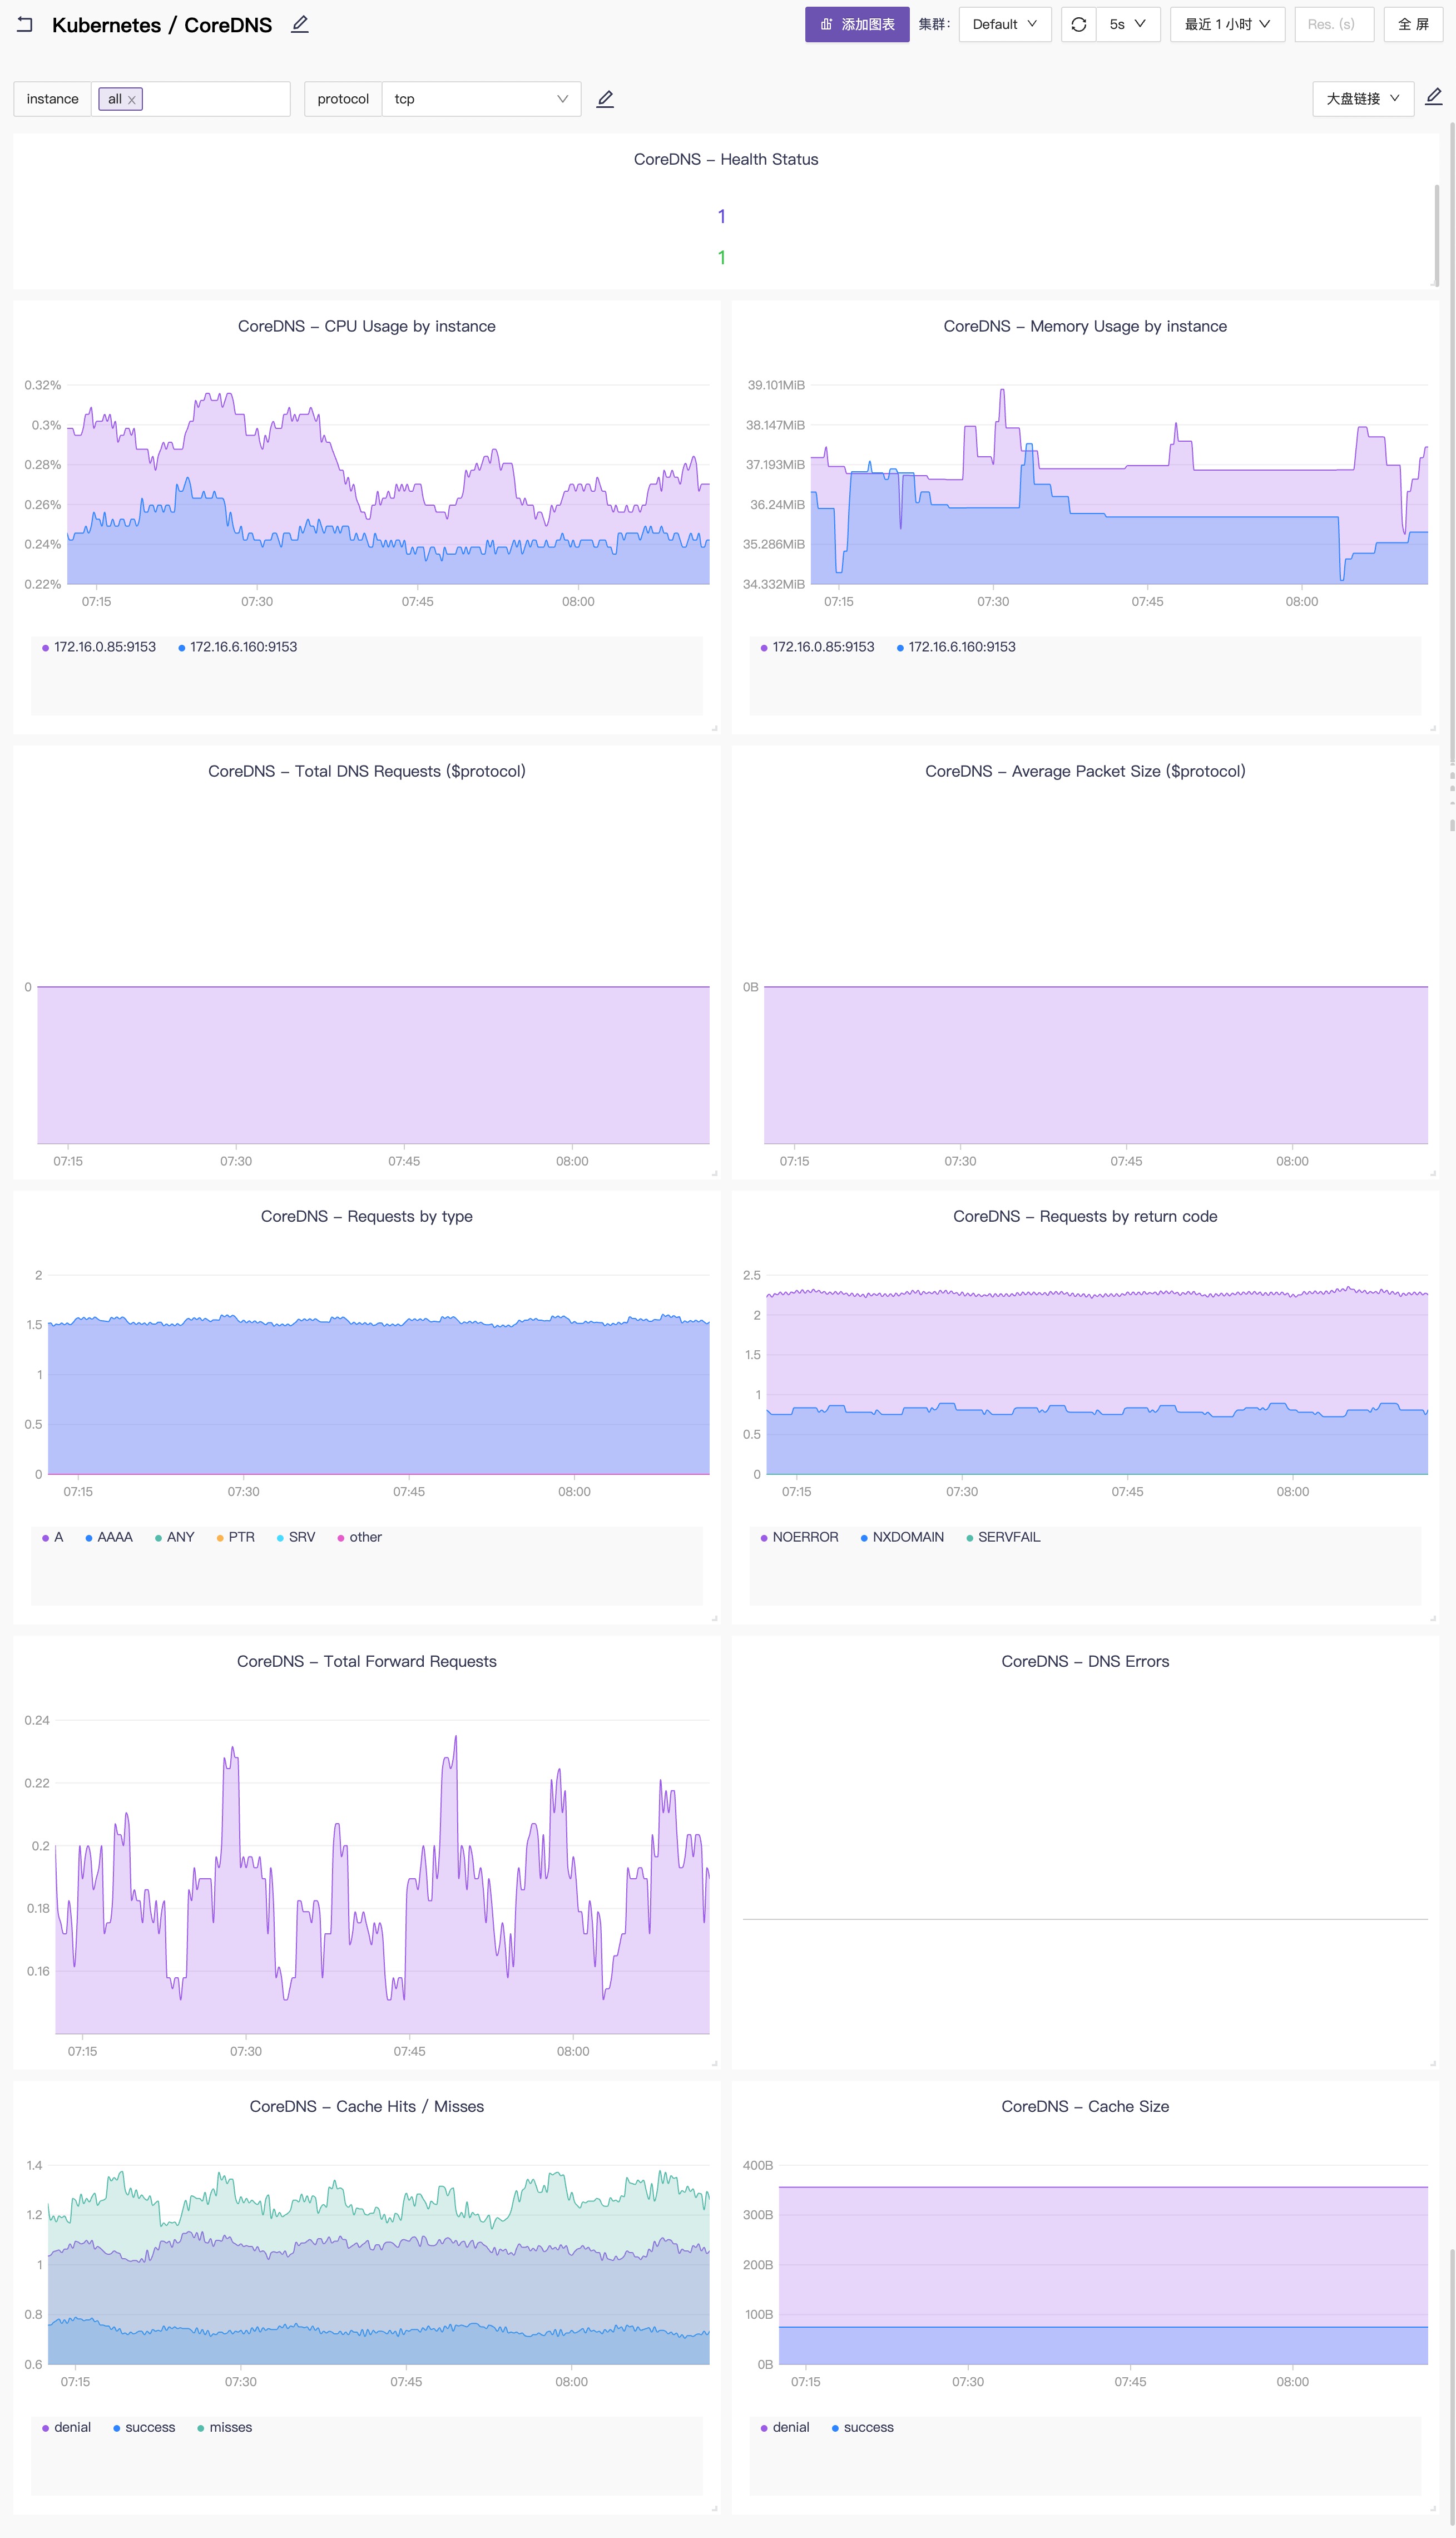 Kubernetes / CoreDNS 添加图表 集群: Default 5s 最近 1 小时 Res. (s) 全 屏
instance all × protocol tcp 大盘链接
CoreDNS – Health Status
1
1
CoreDNS – CPU Usage by instance
0.32%
0.3%
0.28%
0.26%
0.24%
0.22%
07:15 07:30 07:45 08:00
172.16.0.85:9153 172.16.6.160:9153
CoreDNS – Memory Usage by instance
39.101MiB
38.147MiB
37.193MiB
36.24MiB
35.286MiB
34.332MiB
07:15 07:30 07:45 08:00
172.16.0.85:9153 172.16.6.160:9153
CoreDNS – Total DNS Requests ($protocol)
0
07:15 07:30 07:45 08:00
CoreDNS – Average Packet Size ($protocol)
0B
07:15 07:30 07:45 08:00
CoreDNS – Requests by type
2
1.5
1
0.5
0
07:15 07:30 07:45 08:00
A AAAA ANY PTR SRV other
CoreDNS – Requests by return code
2.5
2
1.5
1
0.5
0
07:15 07:30 07:45 08:00
NOERROR NXDOMAIN SERVFAIL
CoreDNS – Total Forward Requests
0.24
0.22
0.2
0.18
0.16
07:15 07:30 07:45 08:00
CoreDNS – DNS Errors
CoreDNS – Cache Hits / Misses
1.4
1.2
1
0.8
0.6
07:15 07:30 07:45 08:00
denial success misses
CoreDNS – Cache Size
400B
300B
200B
100B
0B
07:15 07:30 07:45 08:00
denial success